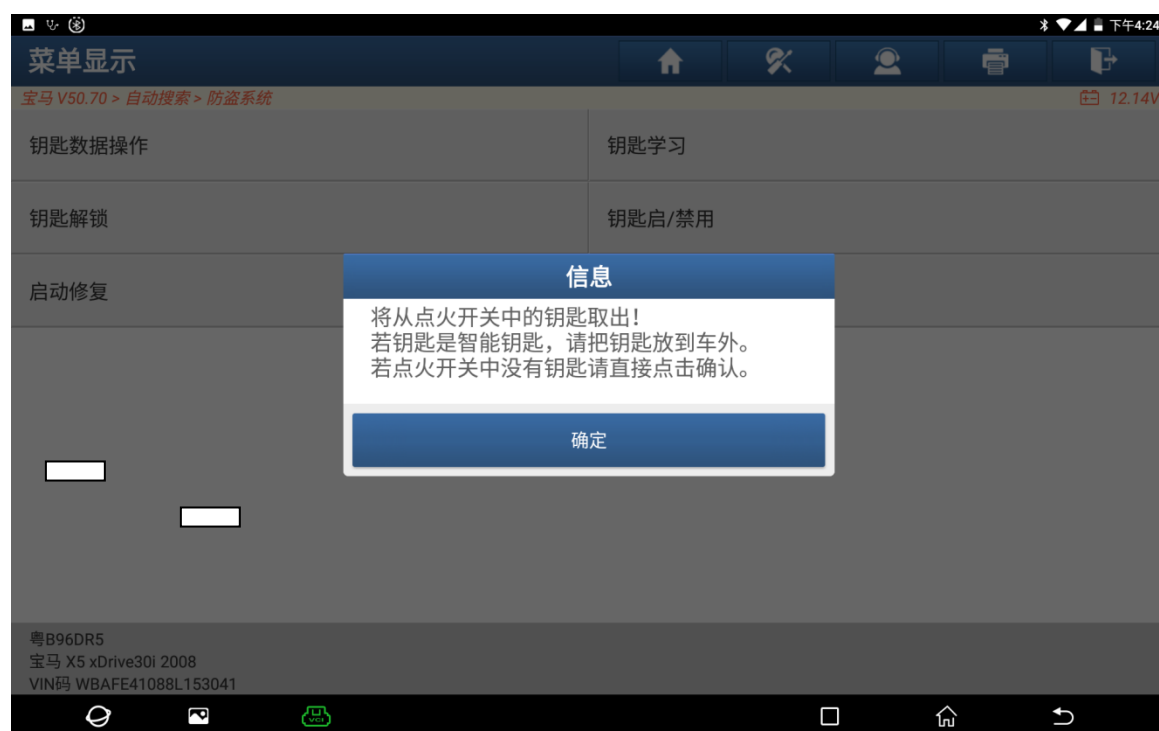 下午4:24
菜单显示
宝马 V50.70 > 自动搜索 > 防盗系统
12.14V
钥匙数据操作
钥匙学习
钥匙解锁
钥匙启/禁用
启动修复
信息
将从点火开关中的钥匙取出!
若钥匙是智能钥匙，请把钥匙放到车外。
若点火开关中没有钥匙请直接点击确认。
确定
粤B96DR5
宝马 X5 xDrive30i 2008
VIN码 WBAFE41088L153041
VCI